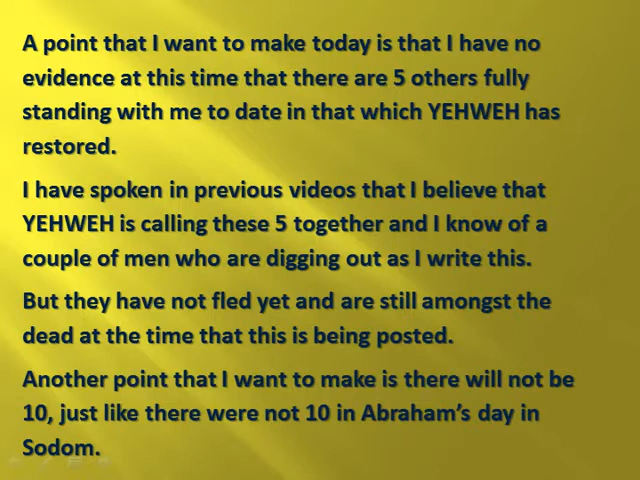 A point that I want to make today is that I have no
evidence at this time that there are 5 others fully
standing with me to date in that which YEHWEH has
restored.
I have spoken in previous videos that I believe that
YEHWEH is calling these 5 together and I know of a
couple of men who are digging out as I write this.
But they have not fled yet and are still amongst the
dead at the time that this is being posted.
Another point that I want to make is there will not be
10, just like there were not 10 in Abraham’s day in
Sodom.